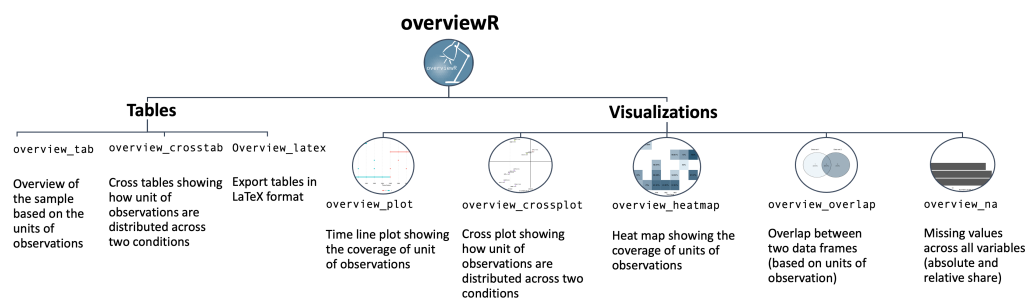 overviewR
overviewR
Tables
Visualizations
overview_tab
overview_crosstab
Overview_latex
Overview of
the sample
based on the
units of
observations
Cross tables showing
how unit of
observations are
distributed across
two conditions
Export tables in
LaTeX format
overview_plot
overview_crossplot
overview_heatmap
overview_overlap
overview_na
Time line plot showing
the coverage of unit
of observations
Cross plot showing
how unit of
observations are
distributed across two
conditions
Heat map showing the
coverage of units of
observations
Overlap between
two data frames
(based on units of
observation)
Missing values
across all variables
(absolute and
relative share)